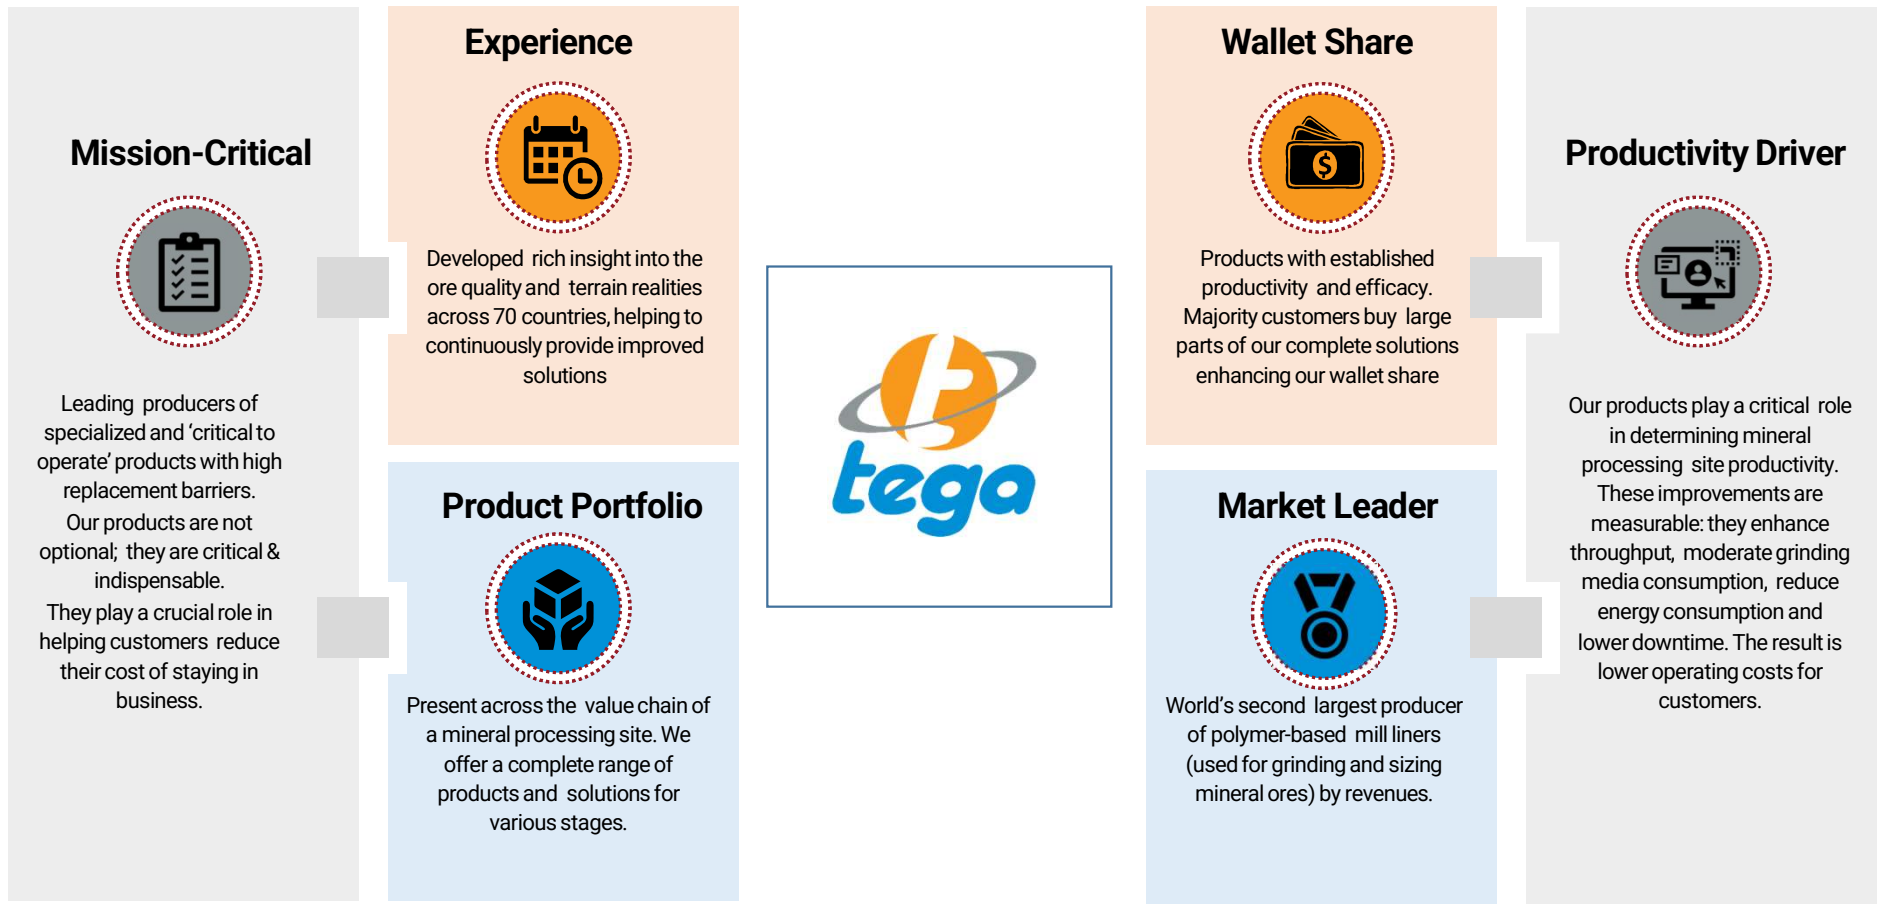 Mission-Critical
Leading producers of
specialized and ‘critical to
operate’ products with high
replacement barriers.
Our products are not
optional; they are critical &
indispensable.
They play a crucial role in
helping customers reduce
their cost of staying in
business.
Experience
Developed rich insight into the
ore quality and terrain realities
across 70 countries, helping to
continuously provide improved
solutions
Product Portfolio
Present across the value chain of
a mineral processing site. We
offer a complete range of
products and solutions for
various stages.
t
tega
Wallet Share
$
Products with established
productivity and efficacy.
Majority customers buy large
parts of our complete solutions
enhancing our wallet share
Market Leader
World’s second largest producer
of polymer-based mill liners
(used for grinding and sizing
mineral ores) by revenues.
Productivity Driver
Our products play a critical role
in determining mineral
processing site productivity.
These improvements are
measurable: they enhance
throughput, moderate grinding
media consumption, reduce
energy consumption and
lower downtime. The result is
lower operating costs for
customers.